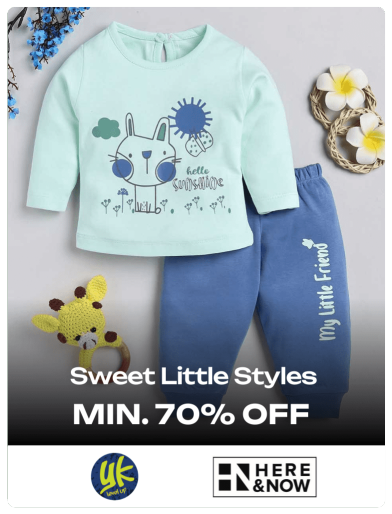 hello
sunshine
My Little Friend
Sweet Little Styles
MIN. 70% OFF
yk
HERE
&NOW